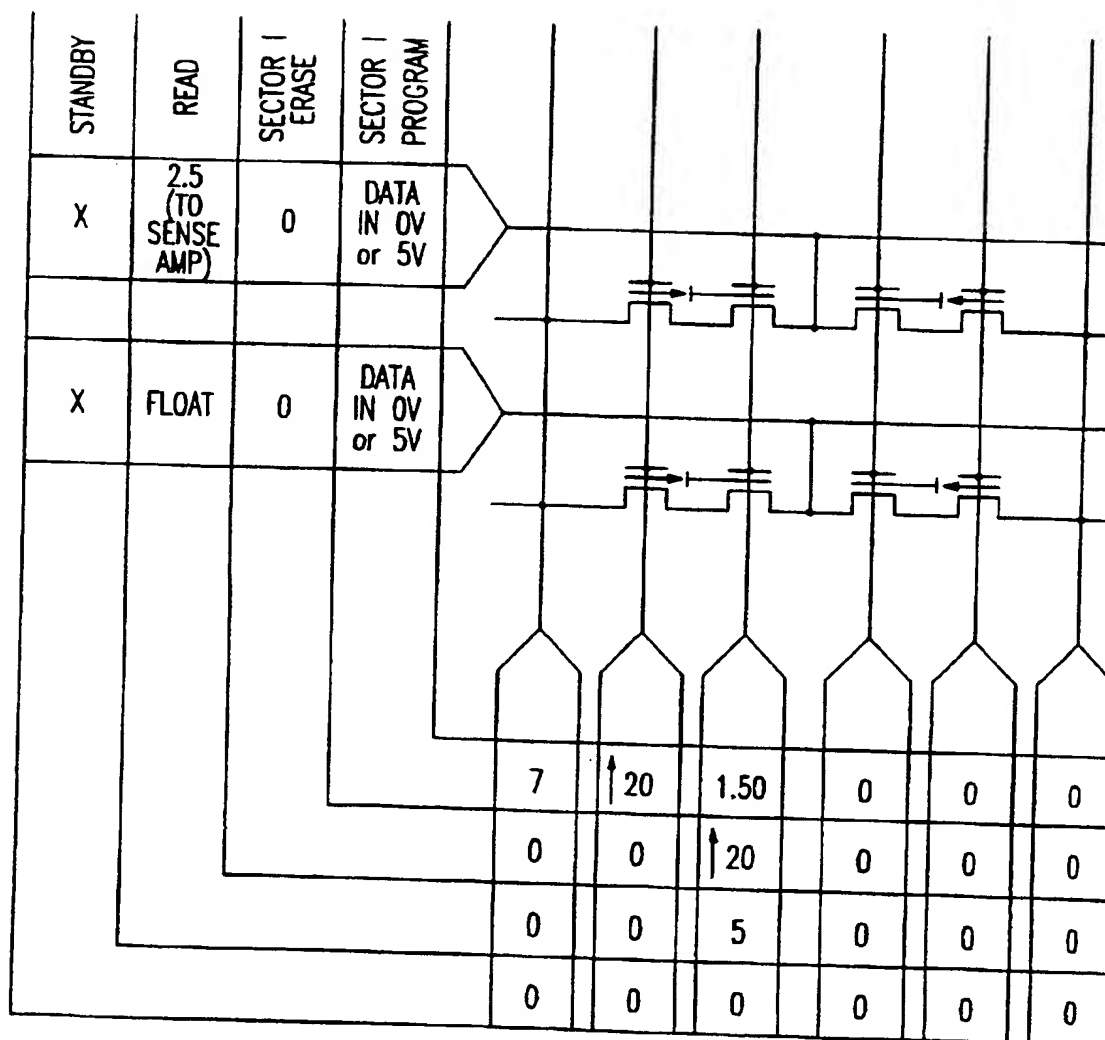 STANDBY
READ
SECTOR I
ERASE
SECTOR I
PROGRAM
X
2.5
(TO
SENSE
AMP)
0
DATA
IN 0V
or 5V
X
FLOAT
0
DATA
IN 0V
or 5V
7 ↑20 1.50 0 0 0
0 0 ↑20 0 0 0
0 0 5 0 0 0
0 0 0 0 0 0